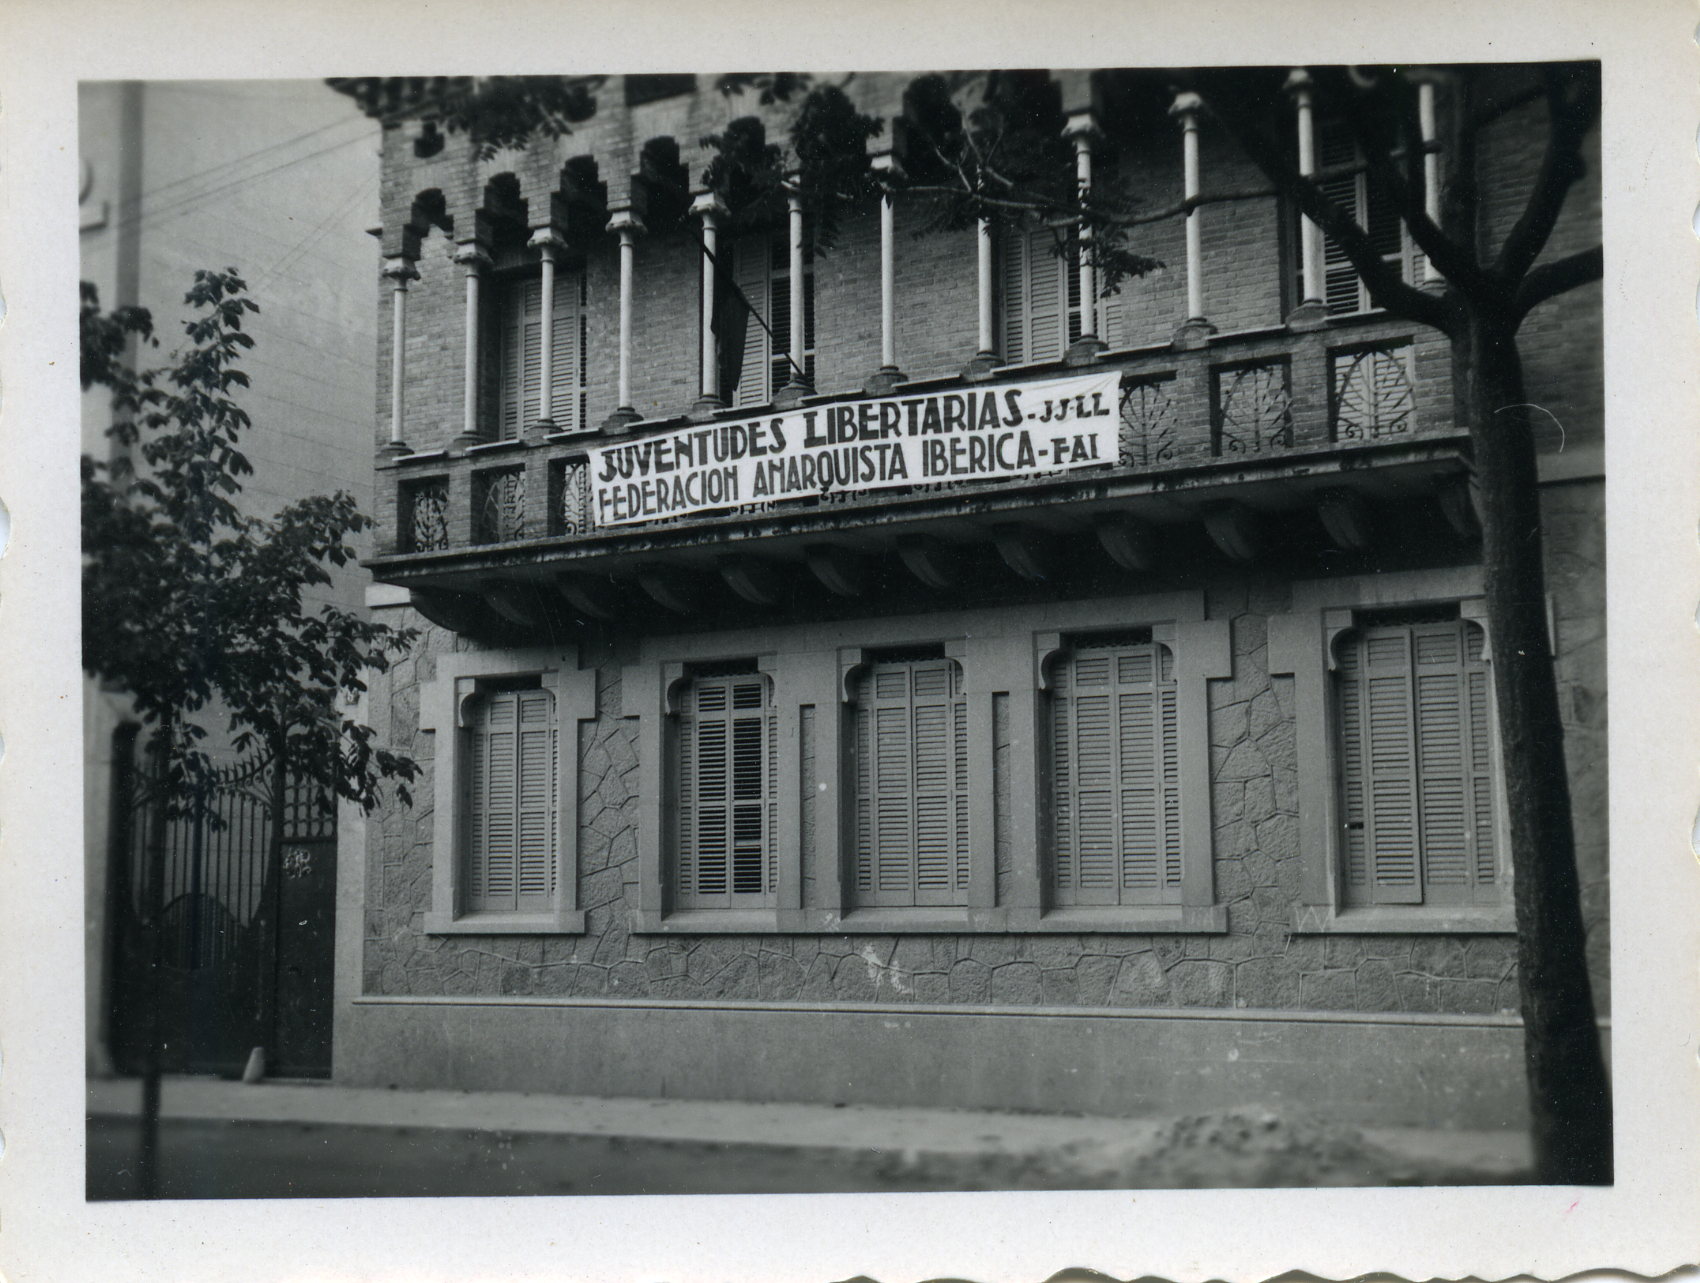 JUVENTUDES LIBERTARIAS-JJ-LL
FEDERACION ANARQUISTA IBERICA-FAI